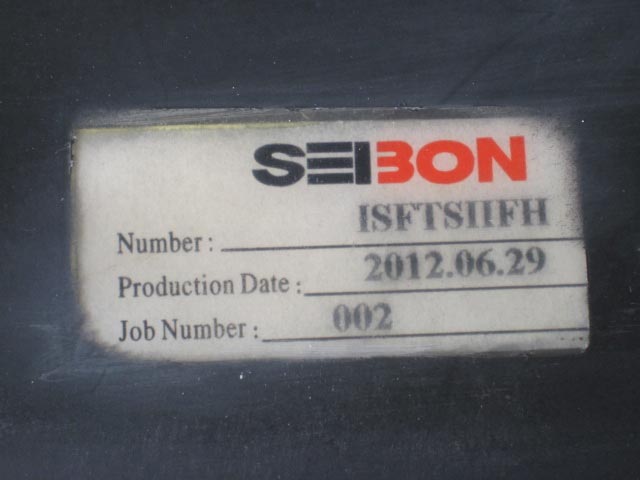 SEIBON
Number : ISFTSIIFH
Production Date : 2012.06.29
Job Number : 002